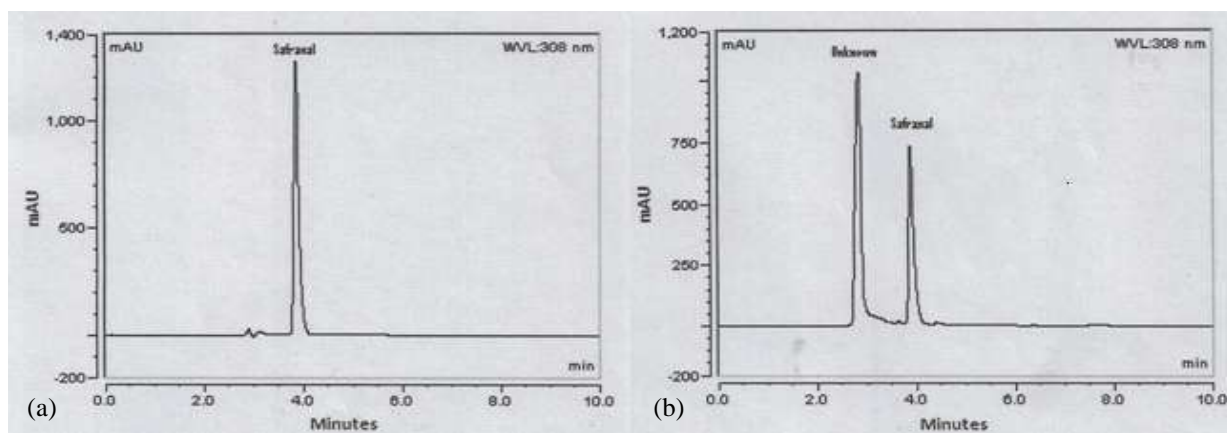 1,400
mAU
Safranal
WVL:308 nm
1,000
mAU
500
-200
min
0.0
2.0
4.0
6.0
8.0
10.0
(a)
Minutes
1,200
mAU
Unknown
WVL:308 nm
Safranal
750
mAU
500
250
-200
min
0.0
2.0
4.0
6.0
8.0
10.0
(b)
Minutes